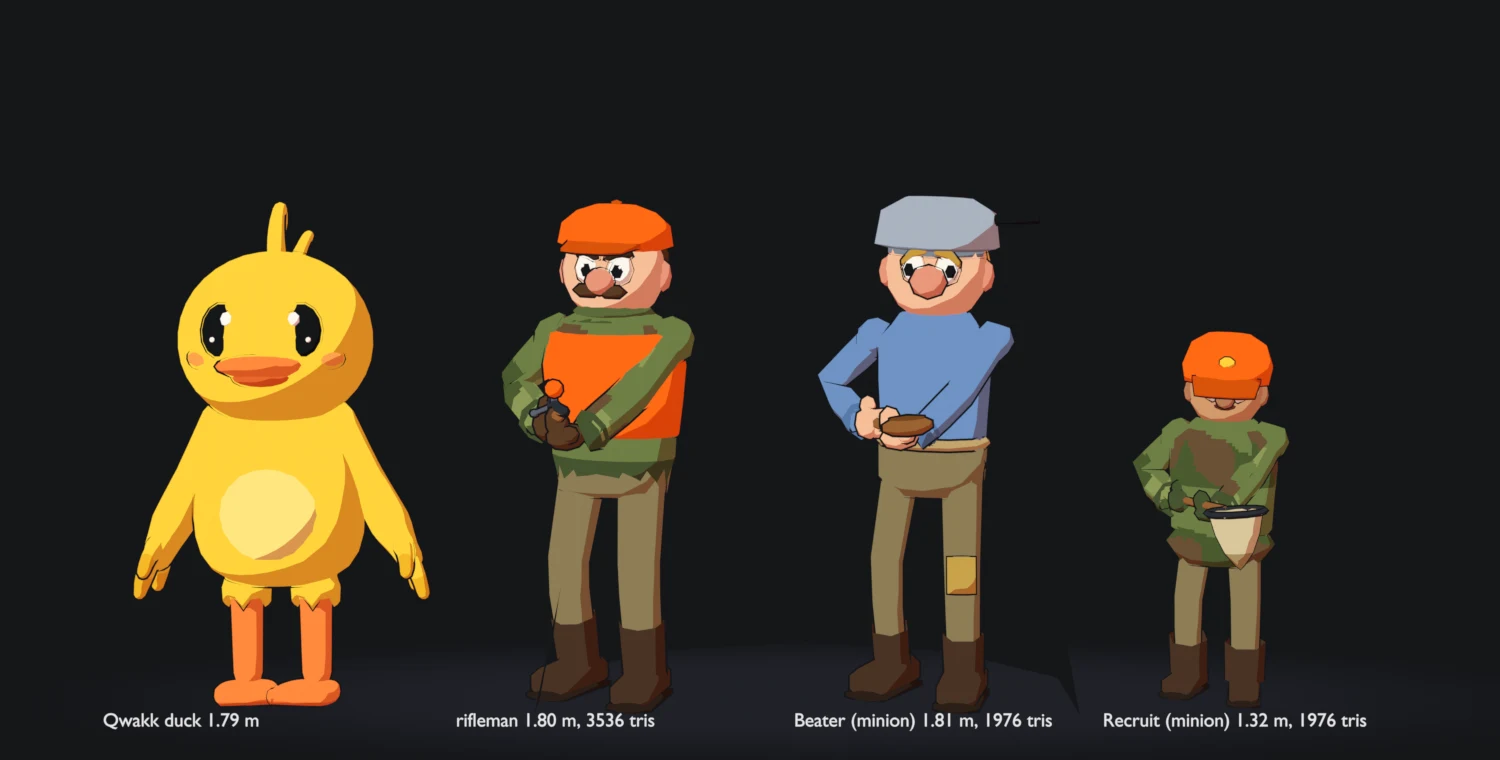 Qwakk duck 1.79 m
rifleman 1.80 m, 3536 tris
Beater (minion) 1.81 m, 1976 tris
Recruit (minion) 1.32 m, 1976 tris